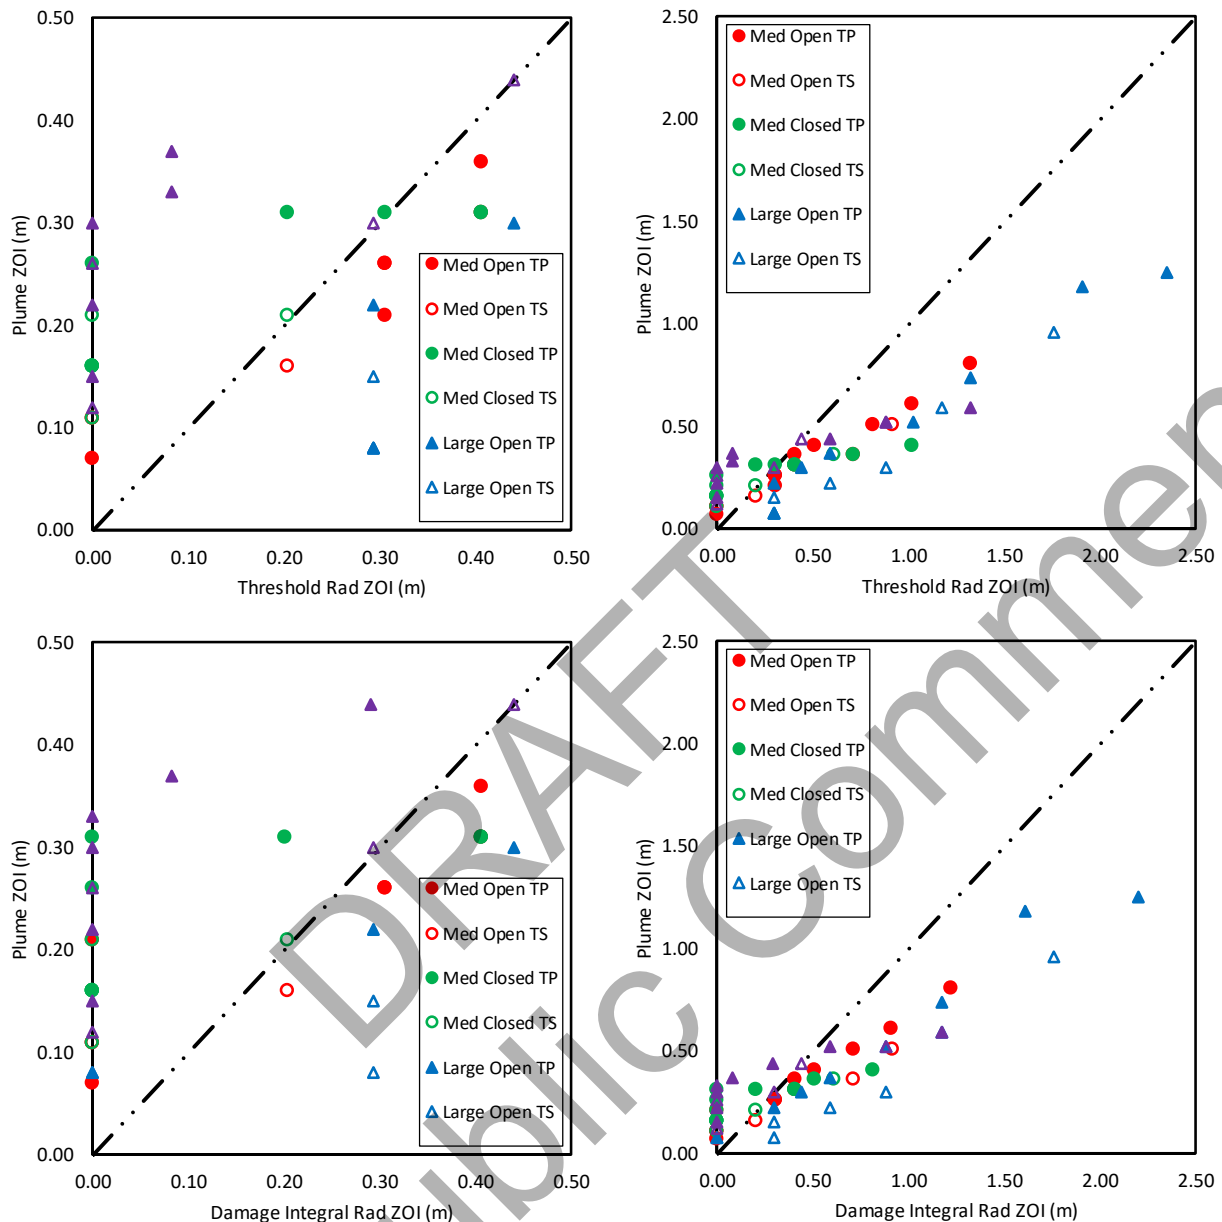 0.50
0.40
0.30
0.20
0.10
0.00
Plume ZOI (m)
0.00 0.10 0.20 0.30 0.40 0.50
Threshold Rad ZOI (m)
Med Open TP
Med Open TS
Med Closed TP
Med Closed TS
Large Open TP
Large Open TS
2.50
2.00
1.50
1.00
0.50
0.00
Plume ZOI (m)
0.00 0.50 1.00 1.50 2.00 2.50
Threshold Rad ZOI (m)
Med Open TP
Med Open TS
Med Closed TP
Med Closed TS
Large Open TP
Large Open TS
0.50
0.40
0.30
0.20
0.10
0.00
Plume ZOI (m)
0.00 0.10 0.20 0.30 0.40 0.50
Damage Integral Rad ZOI (m)
Med Open TP
Med Open TS
Med Closed TP
Med Closed TS
Large Open TP
Large Open TS
2.50
2.00
1.50
1.00
0.50
0.00
Plume ZOI (m)
0.00 0.50 1.00 1.50 2.00 2.50
Damage Integral Rad ZOI (m)
Med Open TP
Med Open TS
Med Closed TP
Med Closed TS
Large Open TP
Large Open TS
DRAFT
ublic Commen